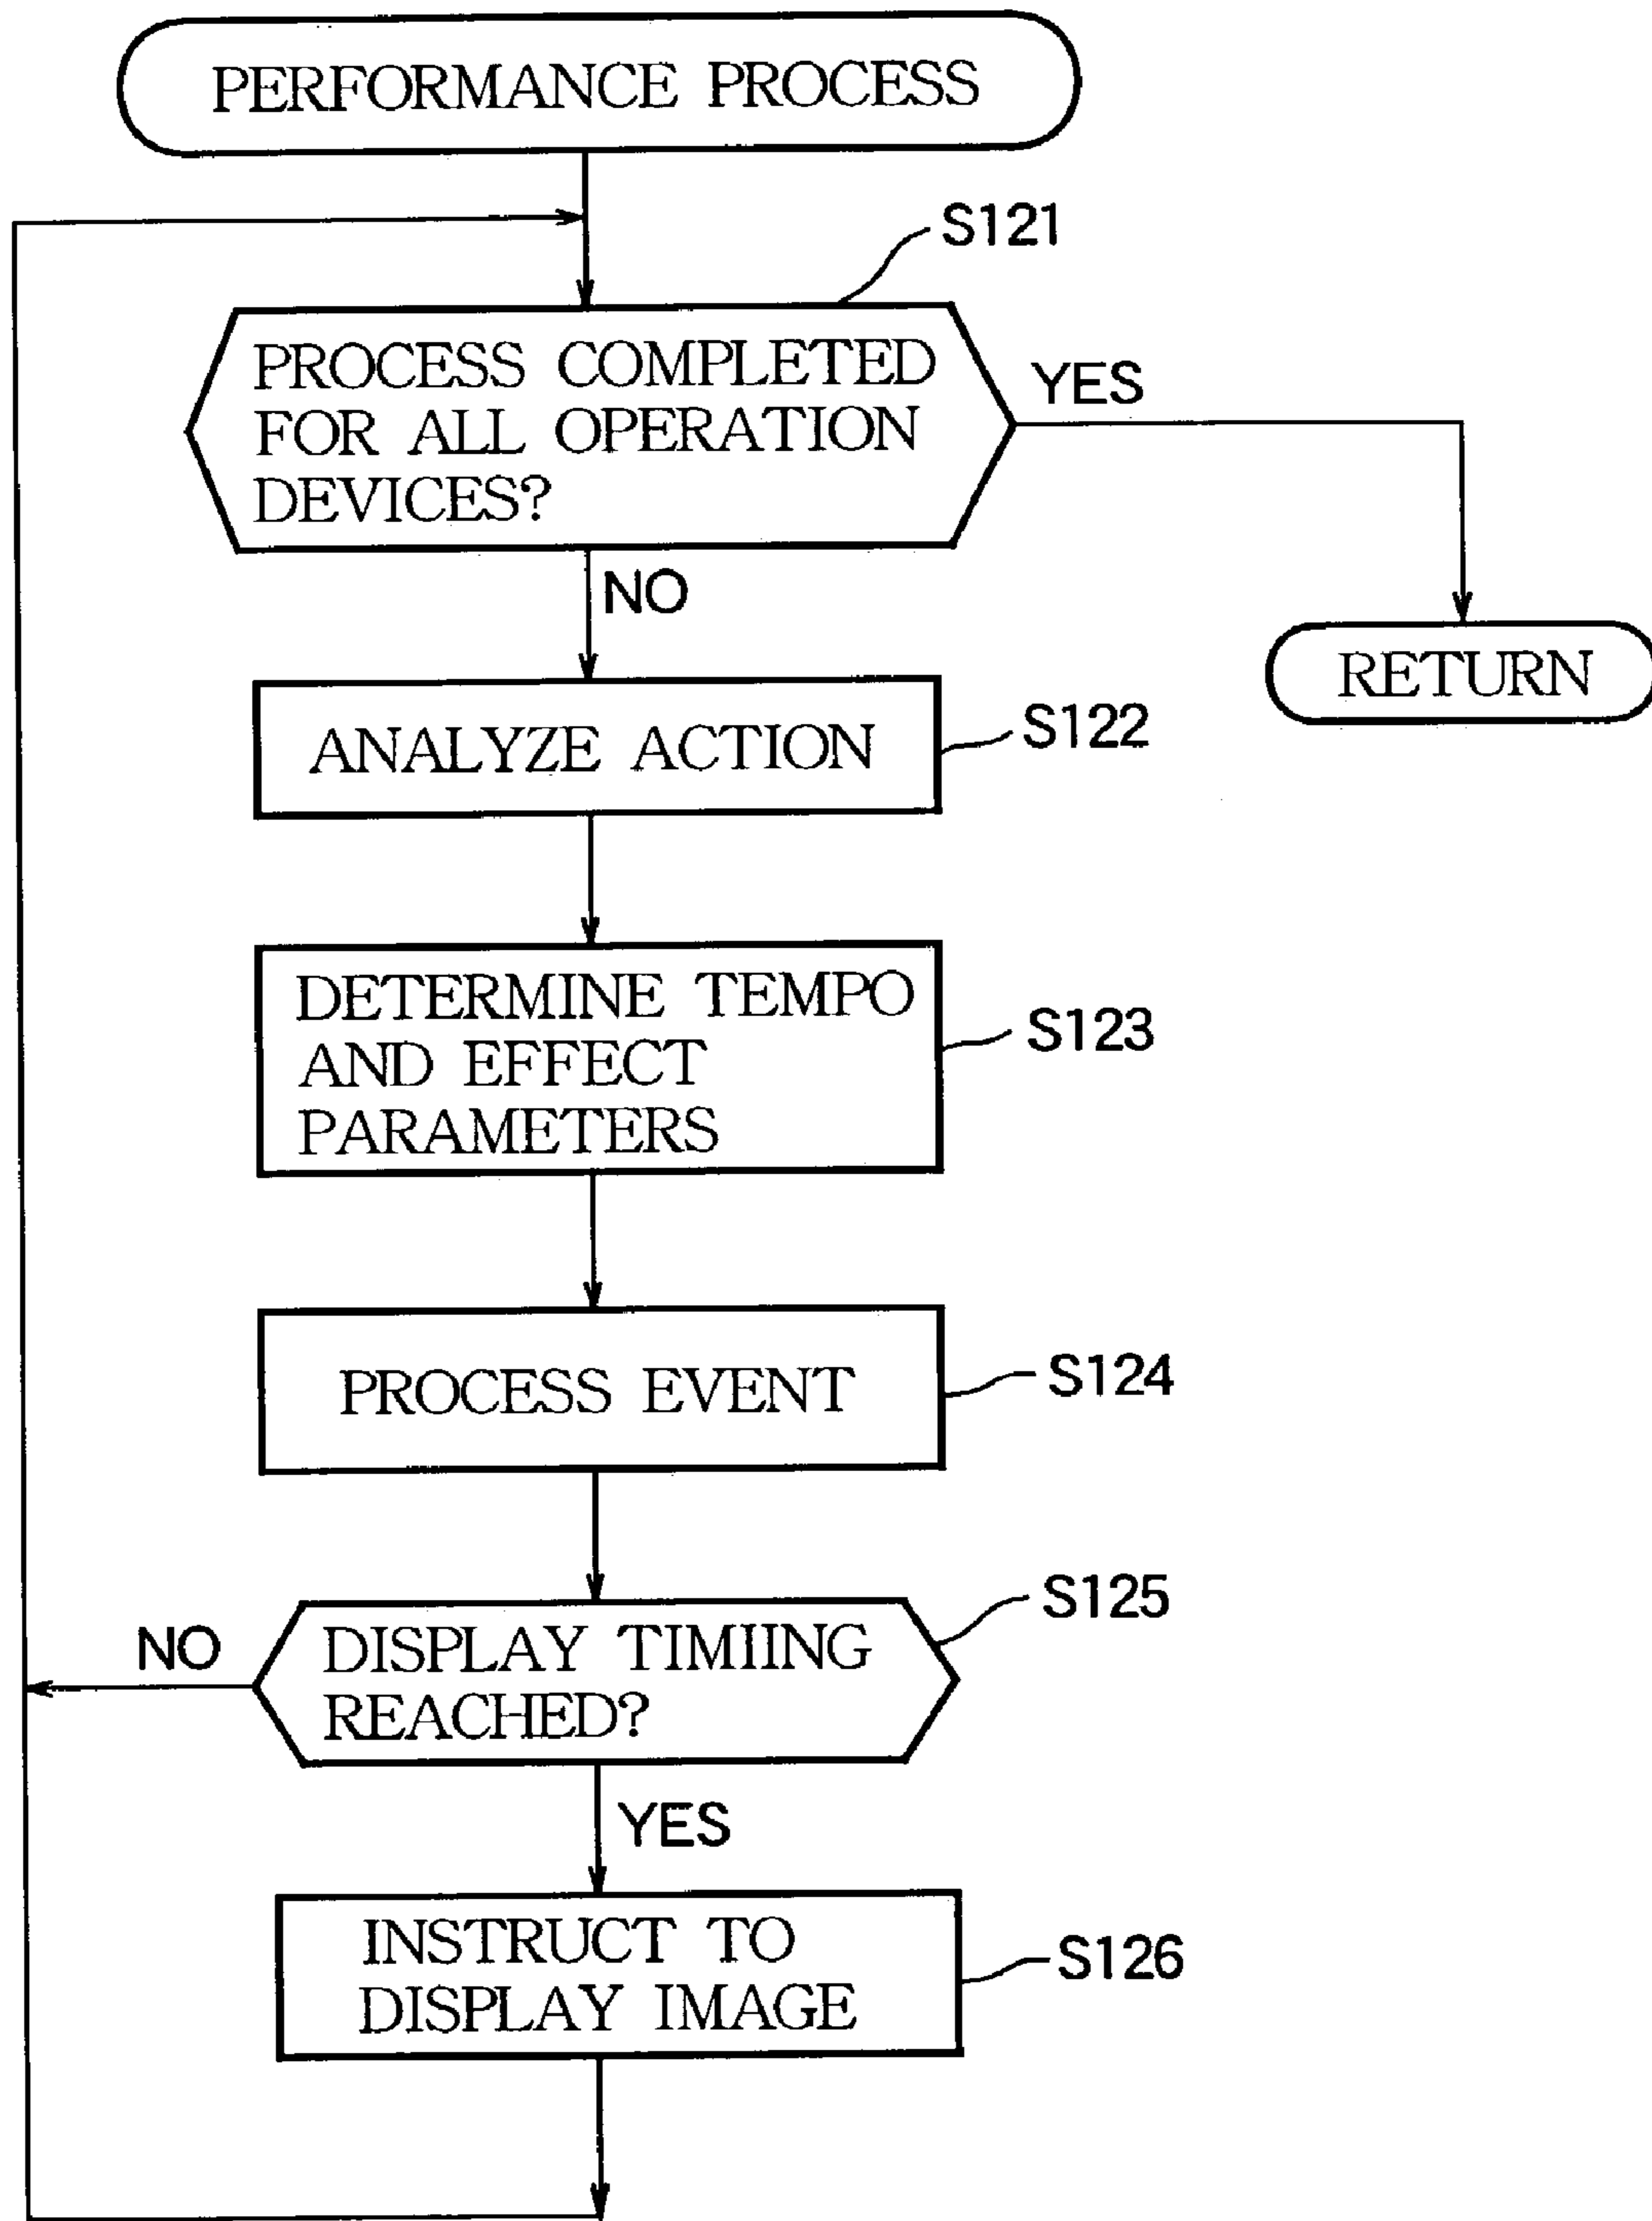 PERFORMANCE PROCESS
S121
PROCESS COMPLETED
FOR ALL OPERATION
DEVICES?
YES
NO
RETURN
ANALYZE ACTION
S122
DETERMINE TEMPO
AND EFFECT
PARAMETERS
S123
PROCESS EVENT
S124
S125
DISPLAY TIMIING
REACHED?
NO
YES
INSTRUCT TO
DISPLAY IMAGE
S126